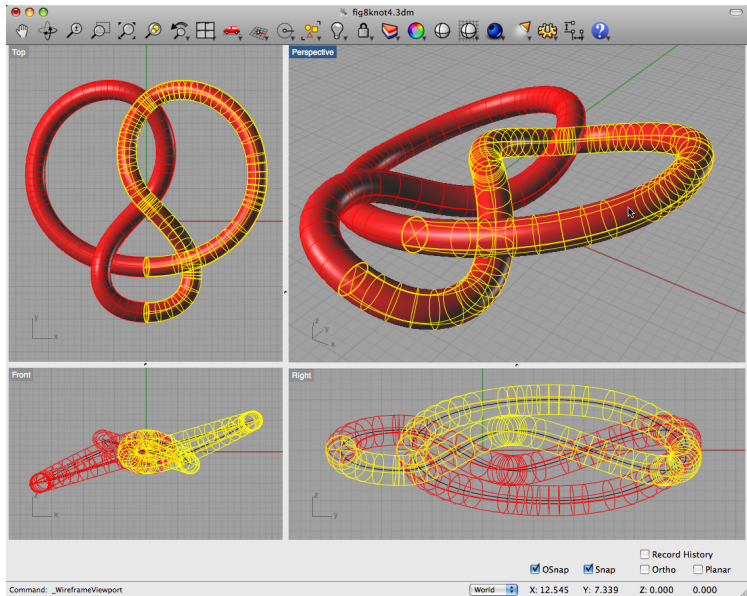 fig8knot4.3dm
Top
Perspective
y
x
z
y
x
Front
Right
z
x
z
y
Record History
OSnap Snap Ortho Planar
Command: _WireframeViewport World X: 12.545 Y: 7.339 Z: 0.000 0.000